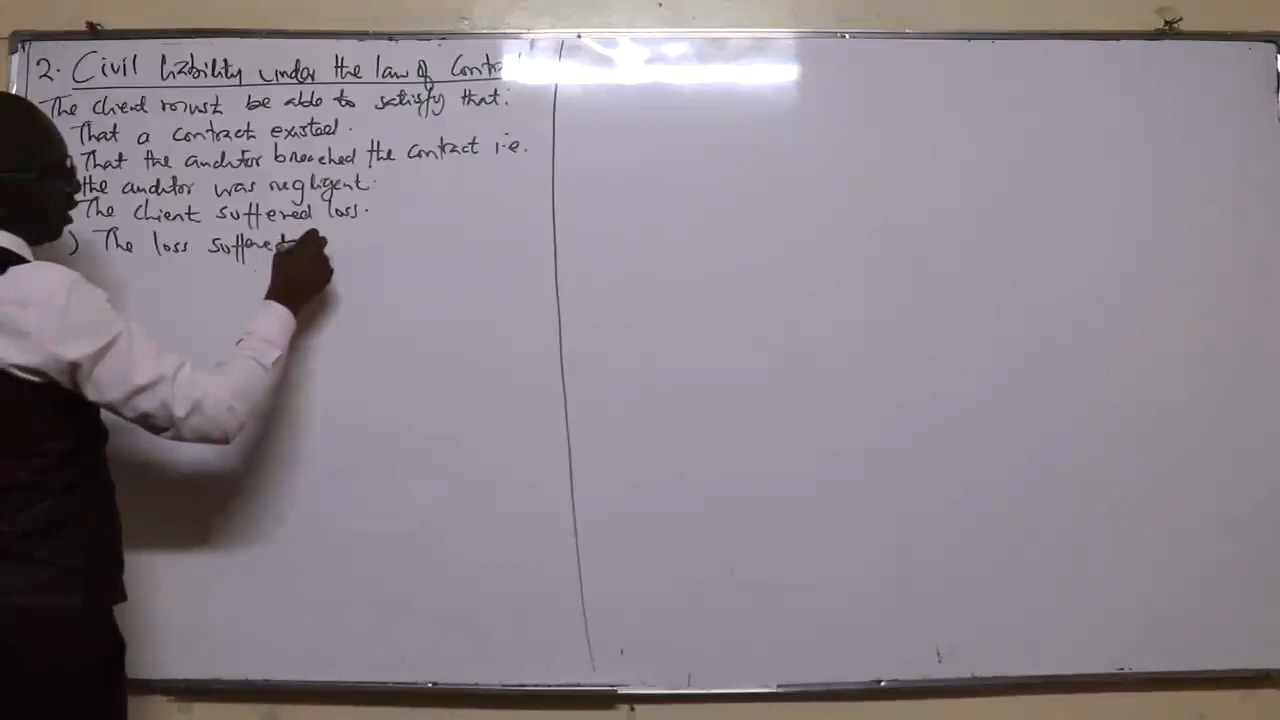 2. Civil liability under the law of Contra
The client must be able to satisfy that:
That a contract existed.
That the auditor breached the contract i.e.
the auditor was negligent.
The client suffered loss.
) The loss suffered